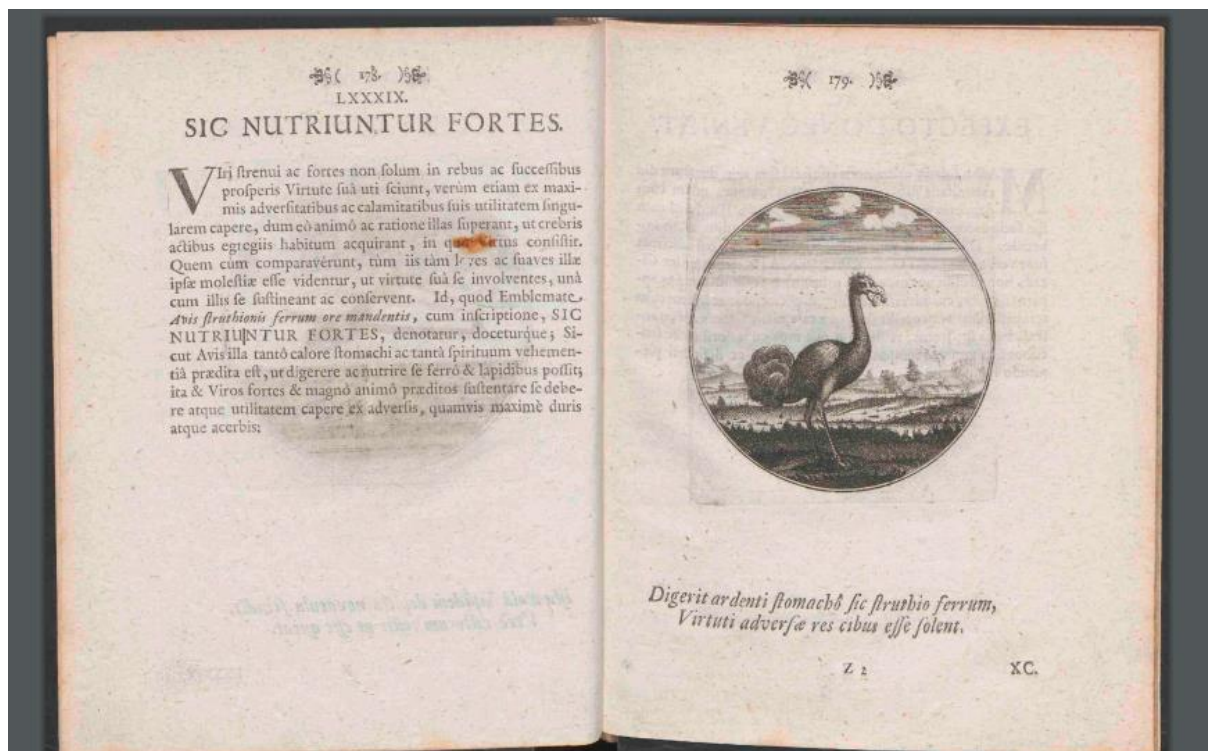 ( 178. )
LXXXIX.
SIC NUTRIUNTUR FORTES.
VIri ſtrenui ac fortes non ſolum in rebus ac ſucceſſibus
proſperis Virtute ſuâ uti ſciunt, verùm etiam ex maxi-
mis adverſitatibus ac calamitatibus ſuis utilitatem ſingu-
larem capere, dum eò animô ac ratione illas ſuperant, ut crebris
actibus egregiis habitum acquirant, in quo Virtus conſiſtit.
Quem cùm comparavérunt, tùm iis tàm leves ac ſuaves illæ
ipſæ moleſtiæ eſſe videntur, ut virtute ſuâ ſe involventes, unà
cum illis ſe ſuſtineant ac conſervent. Id, quod Emblemate
Avis ſtruthionis ferrum ore mandentis, cum inſcriptione, SIC
NUTRIUNTUR FORTES, denotatur, doceturque; Si-
cut Avis illa tantô calore ſtomachi ac tantâ ſpirituum vehemen-
tiâ prædita eſt, ut digerere ac nutrire ſe ferrô & lapidibus poſſit;
ita & Viros fortes & magnô animô præditos ſuſtentare ſe debe-
re atque utilitatem capere ex adverſis, quamvis maximè duris
atque acerbis:
( 179. )
Digerit ardenti ſtomachô ſic ſtruthio ferrum,
Virtuti adverſæ res cibus eſſe ſolent.
Z 2 XC.